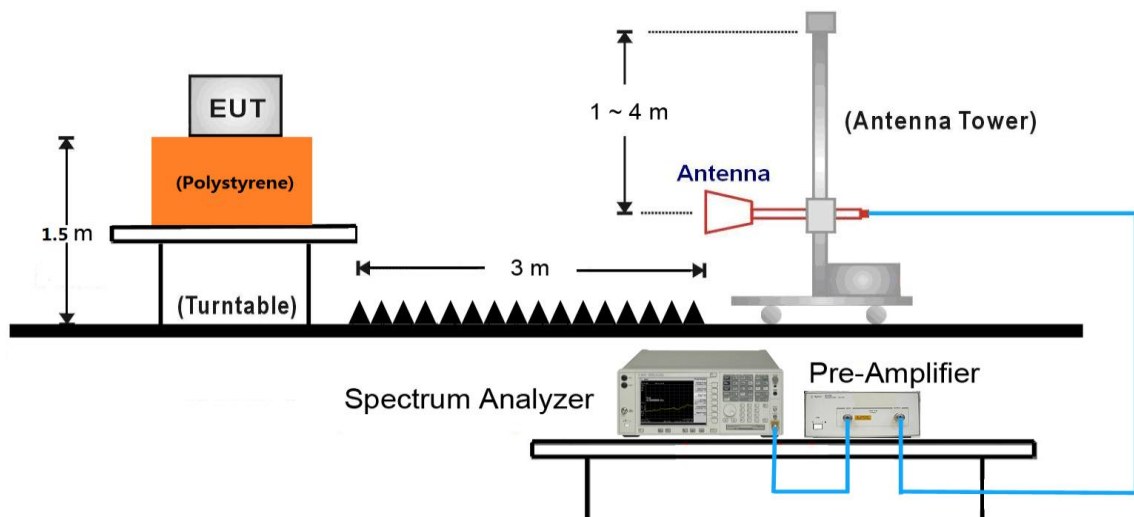 EUT
(Polystyrene)
1.5 m
(Turntable)
3 m
1 ~ 4 m
Antenna
(Antenna Tower)
Spectrum Analyzer
Pre-Amplifier